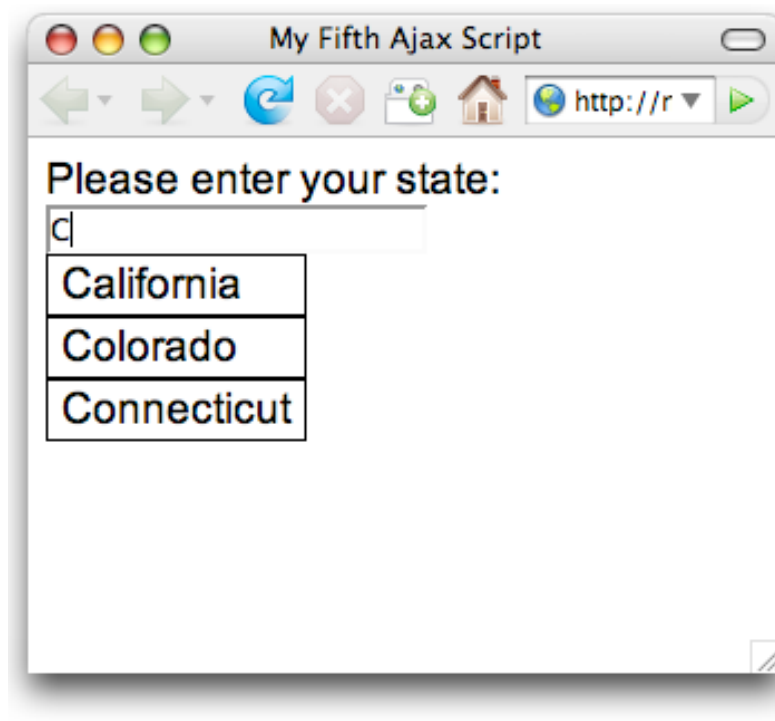 My Fifth Ajax Script
http://r
Please enter your state:
C
California
Colorado
Connecticut